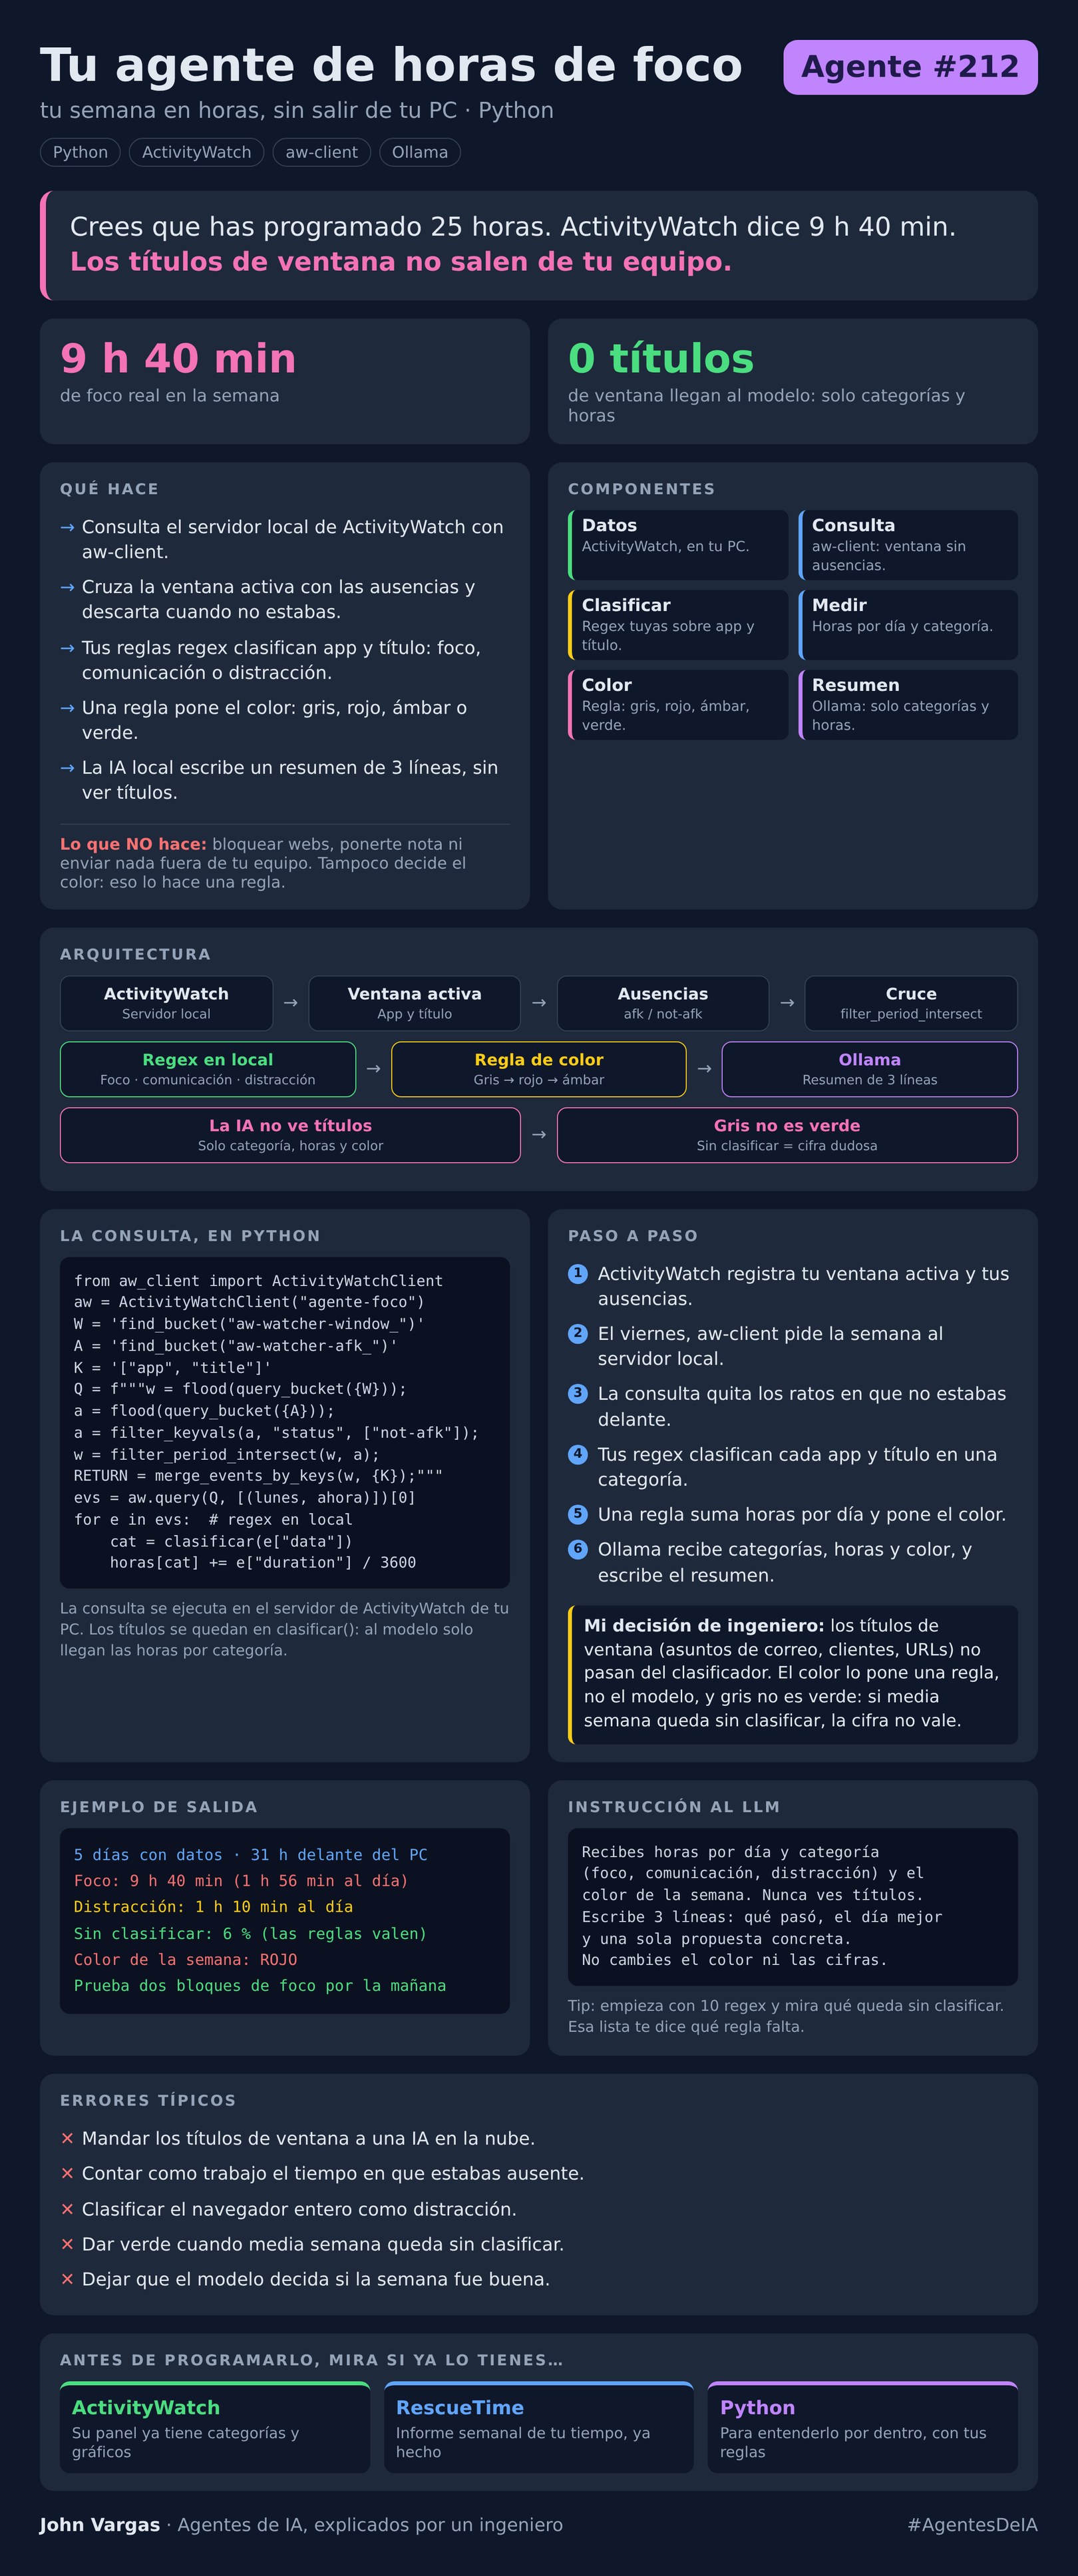 Tu agente de horas de foco
Agente #212
tu semana en horas, sin salir de tu PC · Python
Python
ActivityWatch
aw-client
Ollama
Crees que has programado 25 horas. ActivityWatch dice 9 h 40 min.
Los títulos de ventana no salen de tu equipo.
9 h 40 min
de foco real en la semana
0 títulos
de ventana llegan al modelo: solo categorías y
horas
QUÉ HACE
→ Consulta el servidor local de ActivityWatch con
aw-client.
→ Cruza la ventana activa con las ausencias y
descarta cuando no estabas.
→ Tus reglas regex clasifican app y título: foco,
comunicación o distracción.
→ Una regla pone el color: gris, rojo, ámbar o
verde.
→ La IA local escribe un resumen de 3 líneas, sin
ver títulos.
Lo que NO hace: bloquear webs, ponerte nota ni
enviar nada fuera de tu equipo. Tampoco decide el
color: eso lo hace una regla.
COMPONENTES
Datos
ActivityWatch, en tu PC.
Consulta
aw-client: ventana sin
ausencias.
Clasificar
Regex tuyas sobre app y
título.
Medir
Horas por día y categoría.
Color
Regla: gris, rojo, ámbar,
verde.
Resumen
Ollama: solo categorías y
horas.
ARQUITECTURA
ActivityWatch
Servidor local
→
Ventana activa
App y título
→
Ausencias
afk / not-afk
→
Cruce
filter_period_intersect
Regex en local
Foco · comunicación · distracción
→
Regla de color
Gris → rojo → ámbar
→
Ollama
Resumen de 3 líneas
La IA no ve títulos
Solo categoría, horas y color
→
Gris no es verde
Sin clasificar = cifra dudosa
LA CONSULTA, EN PYTHON
from aw_client import ActivityWatchClient
aw = ActivityWatchClient("agente-foco")
W = 'find_bucket("aw-watcher-window_")'
A = 'find_bucket("aw-watcher-afk_")'
K = '["app", "title"]'
Q = f"""w = flood(query_bucket({W}));
a = flood(query_bucket({A}));
a = filter_keyvals(a, "status", ["not-afk"]);
w = filter_period_intersect(w, a);
RETURN = merge_events_by_keys(w, {K});"""
evs = aw.query(Q, [(lunes, ahora)])[0]
for e in evs:  # regex en local
    cat = clasificar(e["data"])
    horas[cat] += e["duration"] / 3600
La consulta se ejecuta en el servidor de ActivityWatch de tu
PC. Los títulos se quedan en clasificar(): al modelo solo
llegan las horas por categoría.
PASO A PASO
1 ActivityWatch registra tu ventana activa y tus
ausencias.
2 El viernes, aw-client pide la semana al
servidor local.
3 La consulta quita los ratos en que no estabas
delante.
4 Tus regex clasifican cada app y título en una
categoría.
5 Una regla suma horas por día y pone el color.
6 Ollama recibe categorías, horas y color, y
escribe el resumen.
Mi decisión de ingeniero: los títulos de
ventana (asuntos de correo, clientes, URLs) no
pasan del clasificador. El color lo pone una regla,
no el modelo, y gris no es verde: si media
semana queda sin clasificar, la cifra no vale.
EJEMPLO DE SALIDA
5 días con datos · 31 h delante del PC
Foco: 9 h 40 min (1 h 56 min al día)
Distracción: 1 h 10 min al día
Sin clasificar: 6 % (las reglas valen)
Color de la semana: ROJO
Prueba dos bloques de foco por la mañana
INSTRUCCIÓN AL LLM
Recibes horas por día y categoría
(foco, comunicación, distracción) y el
color de la semana. Nunca ves títulos.
Escribe 3 líneas: qué pasó, el día mejor
y una sola propuesta concreta.
No cambies el color ni las cifras.
Tip: empieza con 10 regex y mira qué queda sin clasificar.
Esa lista te dice qué regla falta.
ERRORES TÍPICOS
✕ Mandar los títulos de ventana a una IA en la nube.
✕ Contar como trabajo el tiempo en que estabas ausente.
✕ Clasificar el navegador entero como distracción.
✕ Dar verde cuando media semana queda sin clasificar.
✕ Dejar que el modelo decida si la semana fue buena.
ANTES DE PROGRAMARLO, MIRA SI YA LO TIENES…
ActivityWatch
Su panel ya tiene categorías y
gráficos
RescueTime
Informe semanal de tu tiempo, ya
hecho
Python
Para entenderlo por dentro, con tus
reglas
John Vargas · Agentes de IA, explicados por un ingeniero
#AgentesDeIA